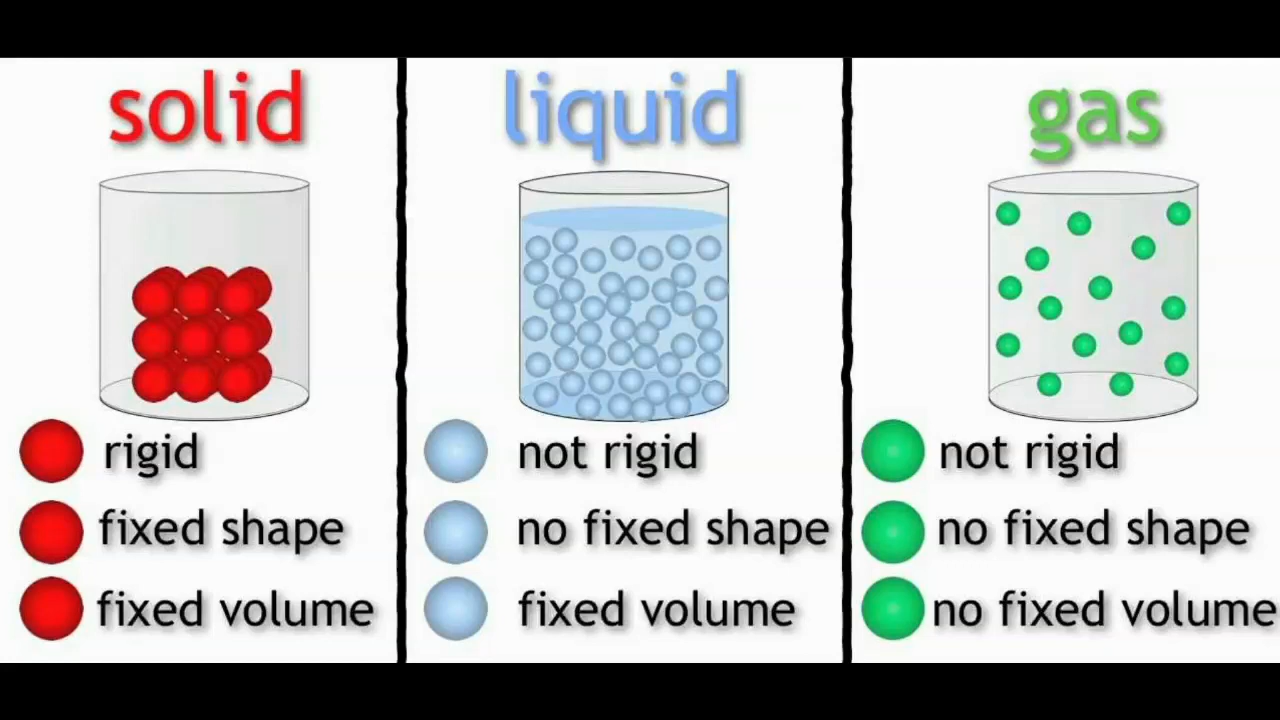 solid
rigid
fixed shape
fixed volume
liquid
not rigid
no fixed shape
fixed volume
gas
not rigid
no fixed shape
no fixed volume